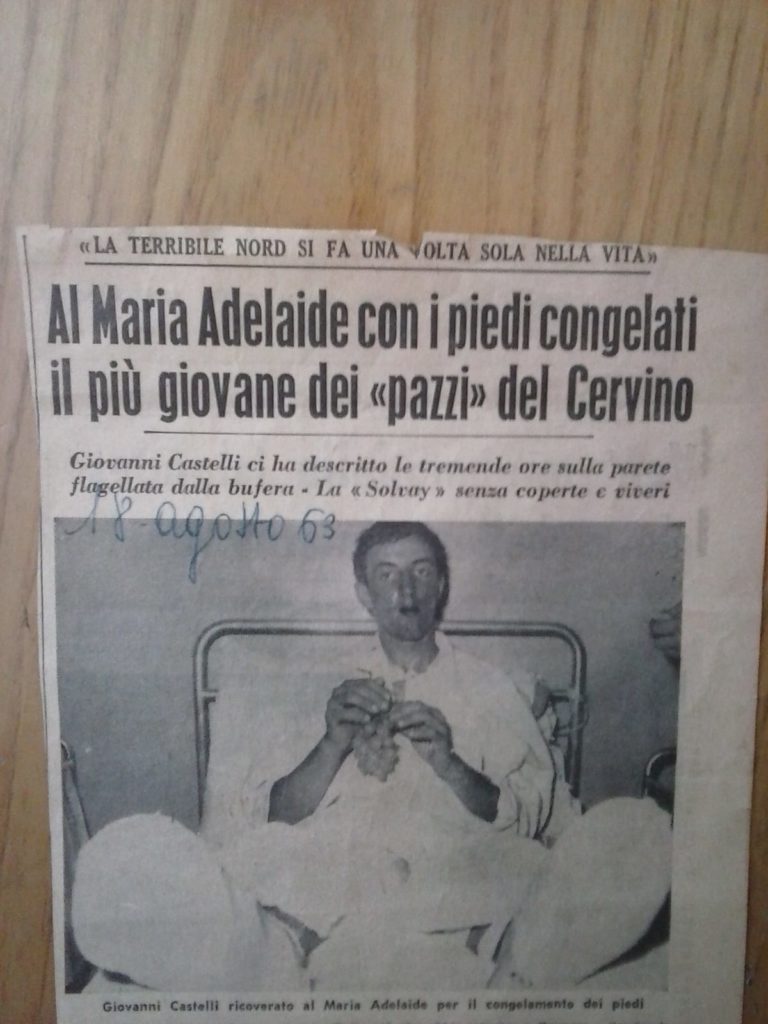 «LA TERRIBILE NORD SI FA UNA VOLTA SOLA NELLA VITA»
Al Maria Adelaide con i piedi congelati
il più giovane dei «pazzi» del Cervino
Giovanni Castelli ci ha descritto le tremende ore sulla parete
flagellata dalla bufera - La «Solvay» senza coperte e viveri
18 - agosto 63
Giovanni Castelli ricoverato al Maria Adelaide per il congelamento dei piedi